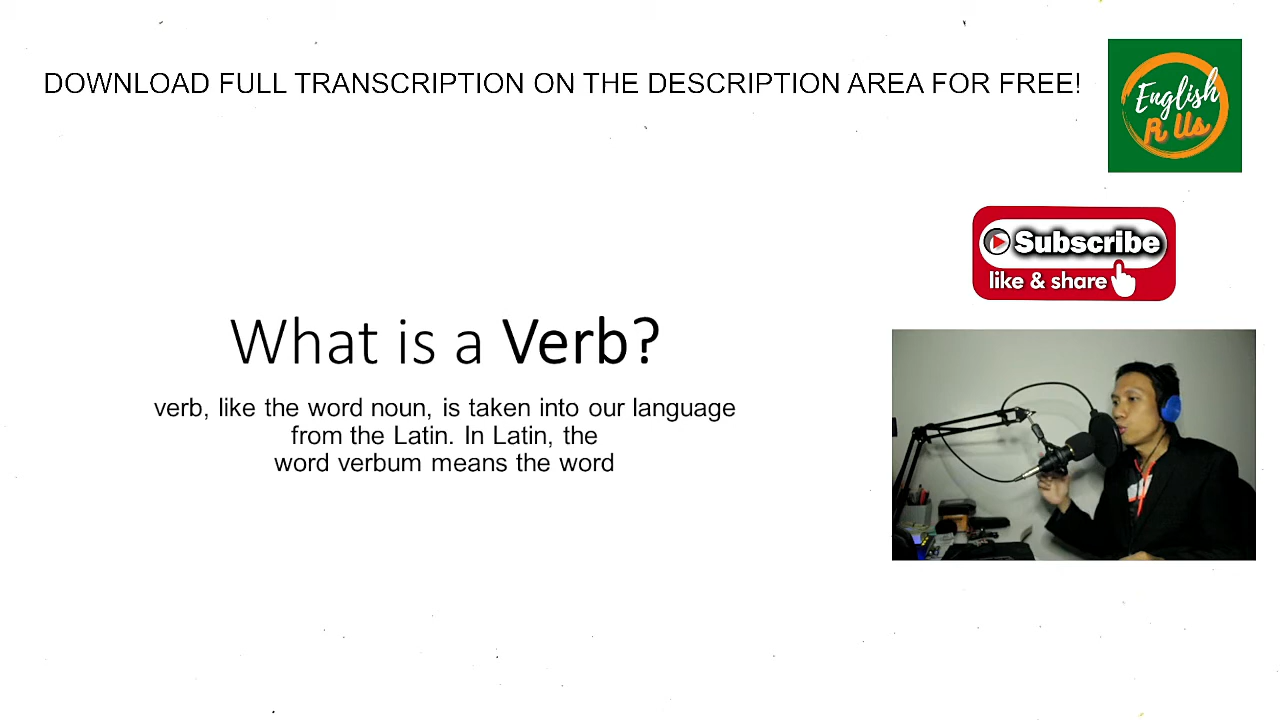 DOWNLOAD FULL TRANSCRIPTION ON THE DESCRIPTION AREA FOR FREE!
English
R Us
Subscribe
like & share
What is a Verb?
verb, like the word noun, is taken into our language
from the Latin. In Latin, the
word verbum means the word